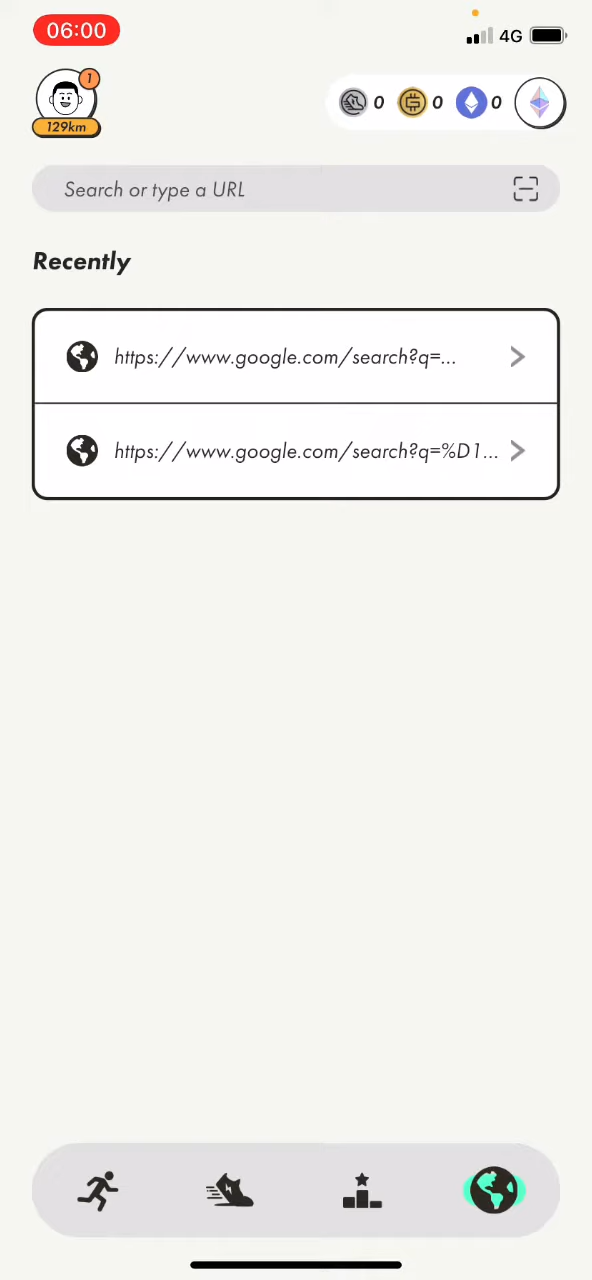 06:00
4G
1
129km
0 0 0
Search or type a URL
Recently
https://www.google.com/search?q=...
https://www.google.com/search?q=%D1...